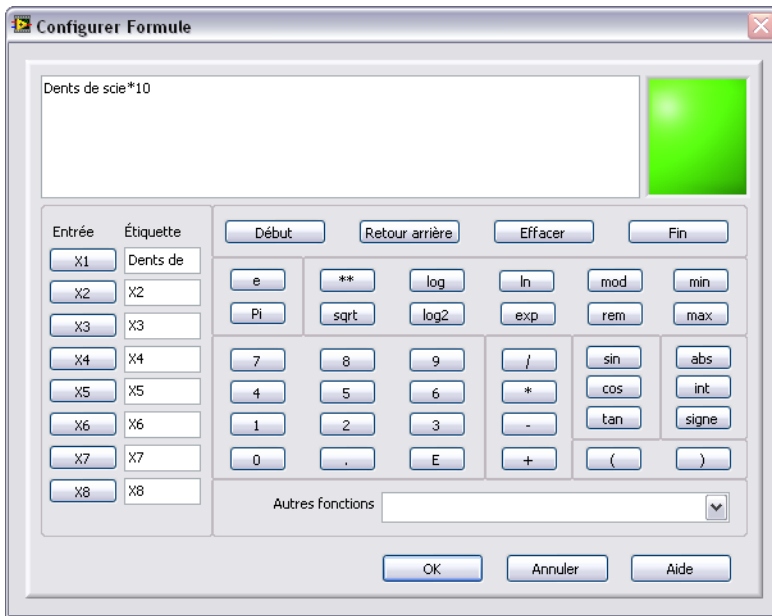 Configurer Formule
Dents de scie*10
Entrée Étiquette
Début Retour arrière Effacer Fin
X1 Dents de
e ** log ln mod min
X2 X2
Pi sqrt log2 exp rem max
X3 X3
X4 X4
7 8 9 / sin abs
X5 X5
4 5 6 * cos int
X6 X6
1 2 3 - tan signe
X7 X7
0 . E + ( )
X8 X8
Autres fonctions
OK Annuler Aide